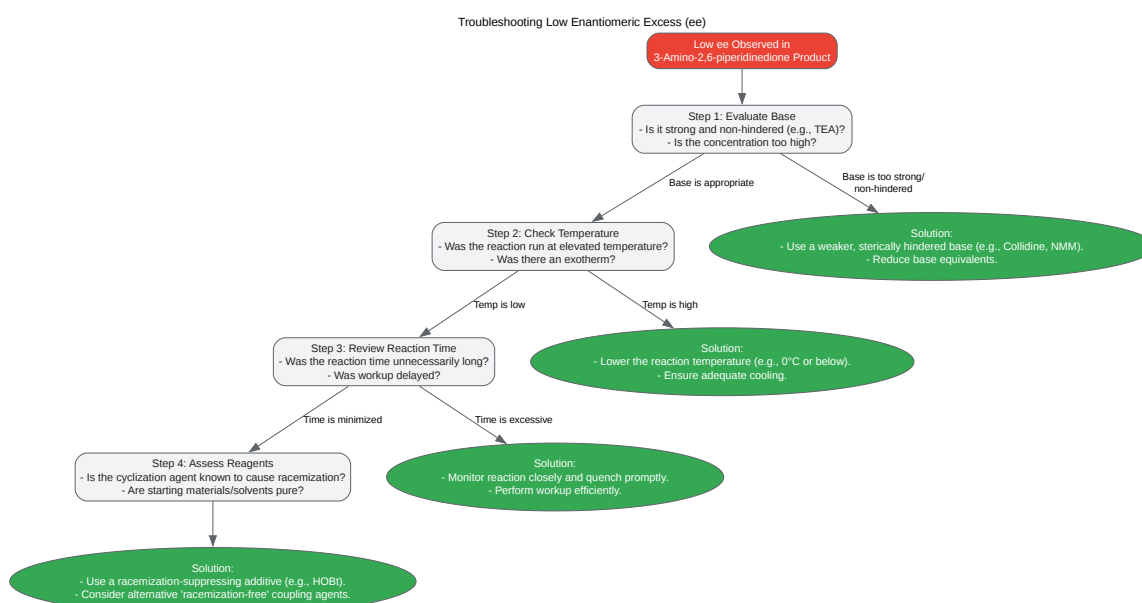 Troubleshooting Low Enantiomeric Excess (ee)
Low ee Observed in
3-Amino-2,6-piperidinedione Product
Step 1: Evaluate Base
- Is it strong and non-hindered (e.g., TEA)?
- Is the concentration too high?
Base is appropriate
Base is too strong/
non-hindered
Step 2: Check Temperature
- Was the reaction run at elevated temperature?
- Was there an exotherm?
Solution:
- Use a weaker, sterically hindered base (e.g., Collidine, NMM).
- Reduce base equivalents.
Temp is low
Temp is high
Step 3: Review Reaction Time
- Was the reaction time unnecessarily long?
- Was workup delayed?
Solution:
- Lower the reaction temperature (e.g., 0°C or below).
- Ensure adequate cooling.
Time is minimized
Time is excessive
Step 4: Assess Reagents
- Is the cyclization agent known to cause racemization?
- Are starting materials/solvents pure?
Solution:
- Monitor reaction closely and quench promptly.
- Perform workup efficiently.
Solution:
- Use a racemization-suppressing additive (e.g., HOBt).
- Consider alternative 'racemization-free' coupling agents.